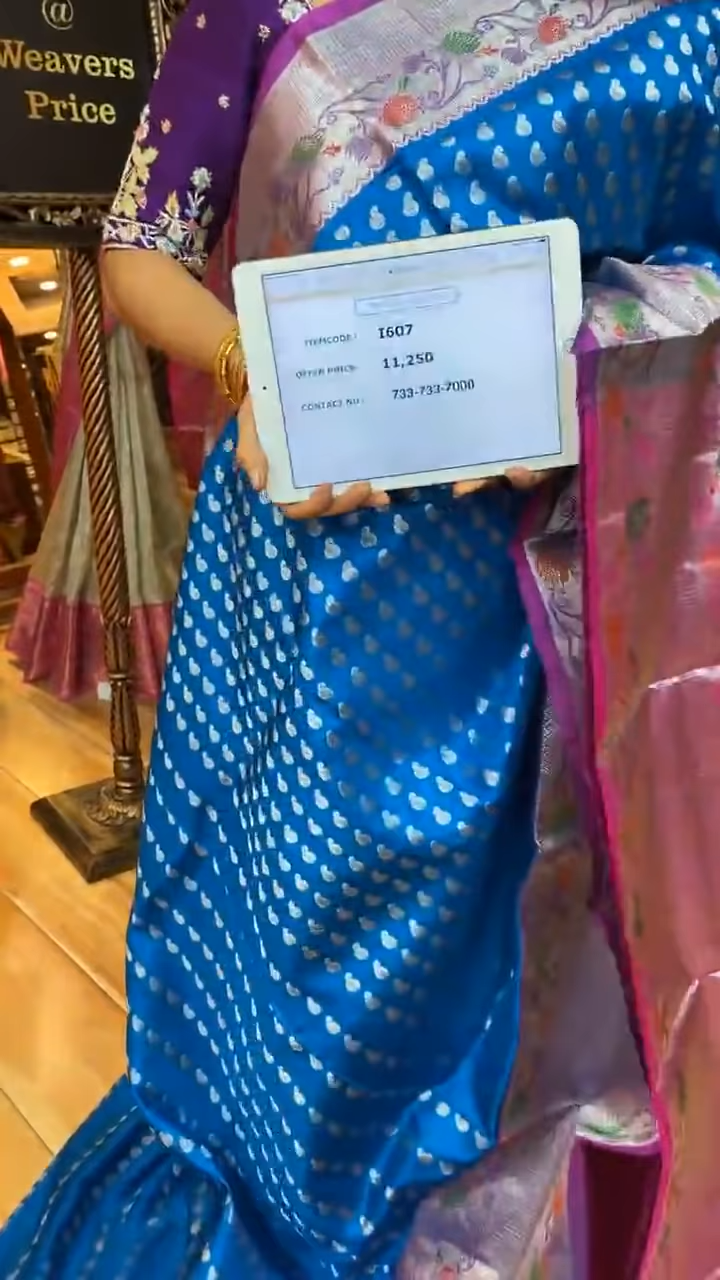 @
Weavers
Price
ITEMCODE : I607
OFFER PRICE: 11,250
CONTACT NO : 733-733-7000